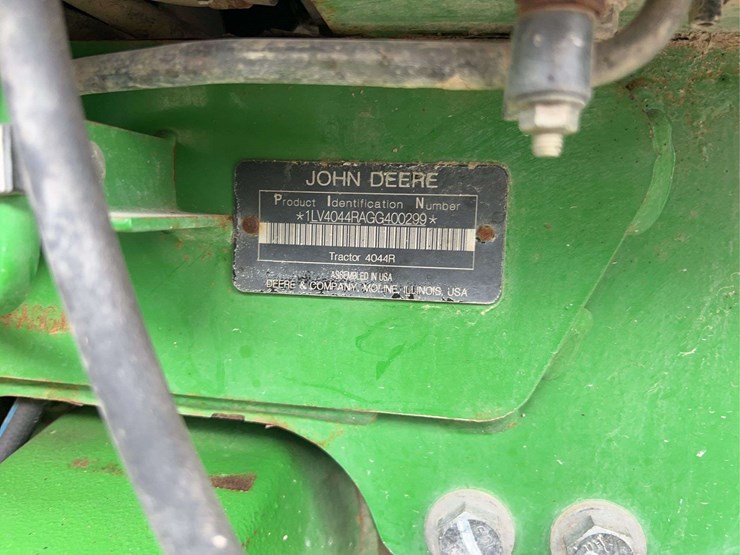 JOHN DEERE
Product Identification Number
*1LV4044RAGG400299*
Tractor 4044R
ASSEMBLED IN USA
DEERE & COMPANY, MOLINE, ILLINOIS, USA